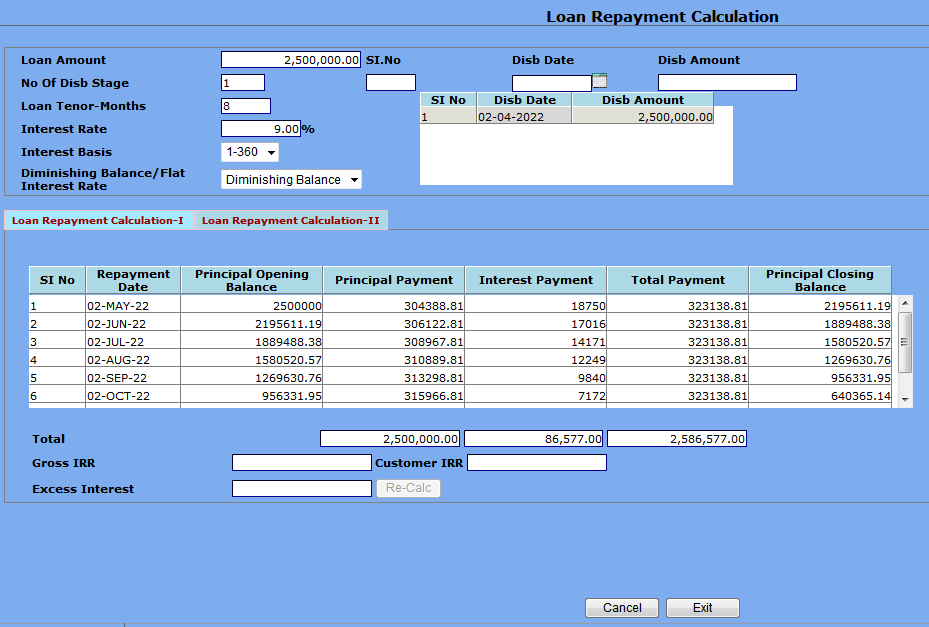 Loan Repayment Calculation
Loan Amount 2,500,000.00 SI.No Disb Date Disb Amount
No Of Disb Stage 1
Loan Tenor-Months 8
Interest Rate 9.00 %
Interest Basis 1-360
Diminishing Balance/Flat
Interest Rate Diminishing Balance
SI No Disb Date Disb Amount
1 02-04-2022 2,500,000.00
Loan Repayment Calculation-I Loan Repayment Calculation-II
SI No Repayment Date Principal Opening Balance Principal Payment Interest Payment Total Payment Principal Closing Balance
1 02-MAY-22 2500000 304388.81 18750 323138.81 2195611.19
2 02-JUN-22 2195611.19 306122.81 17016 323138.81 1889488.38
3 02-JUL-22 1889488.38 308967.81 14171 323138.81 1580520.57
4 02-AUG-22 1580520.57 310889.81 12249 323138.81 1269630.76
5 02-SEP-22 1269630.76 313298.81 9840 323138.81 956331.95
6 02-OCT-22 956331.95 315966.81 7172 323138.81 640365.14
Total 2,500,000.00 86,577.00 2,586,577.00
Gross IRR Customer IRR
Excess Interest Re-Calc
Cancel Exit